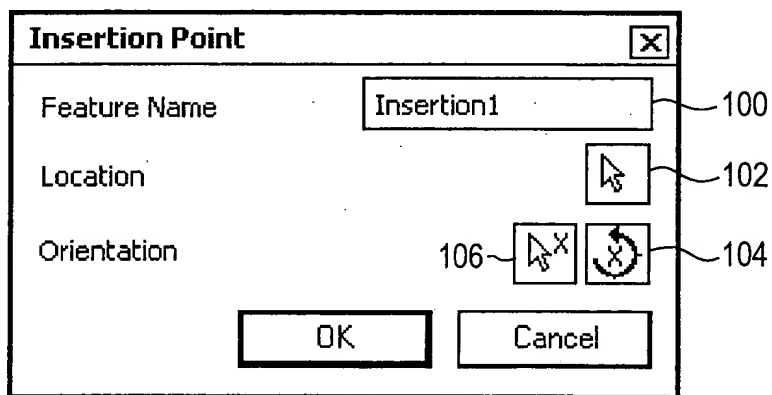 Insertion Point
Feature Name Insertion1 100
Location 102
Orientation 106 X X 104
OK Cancel